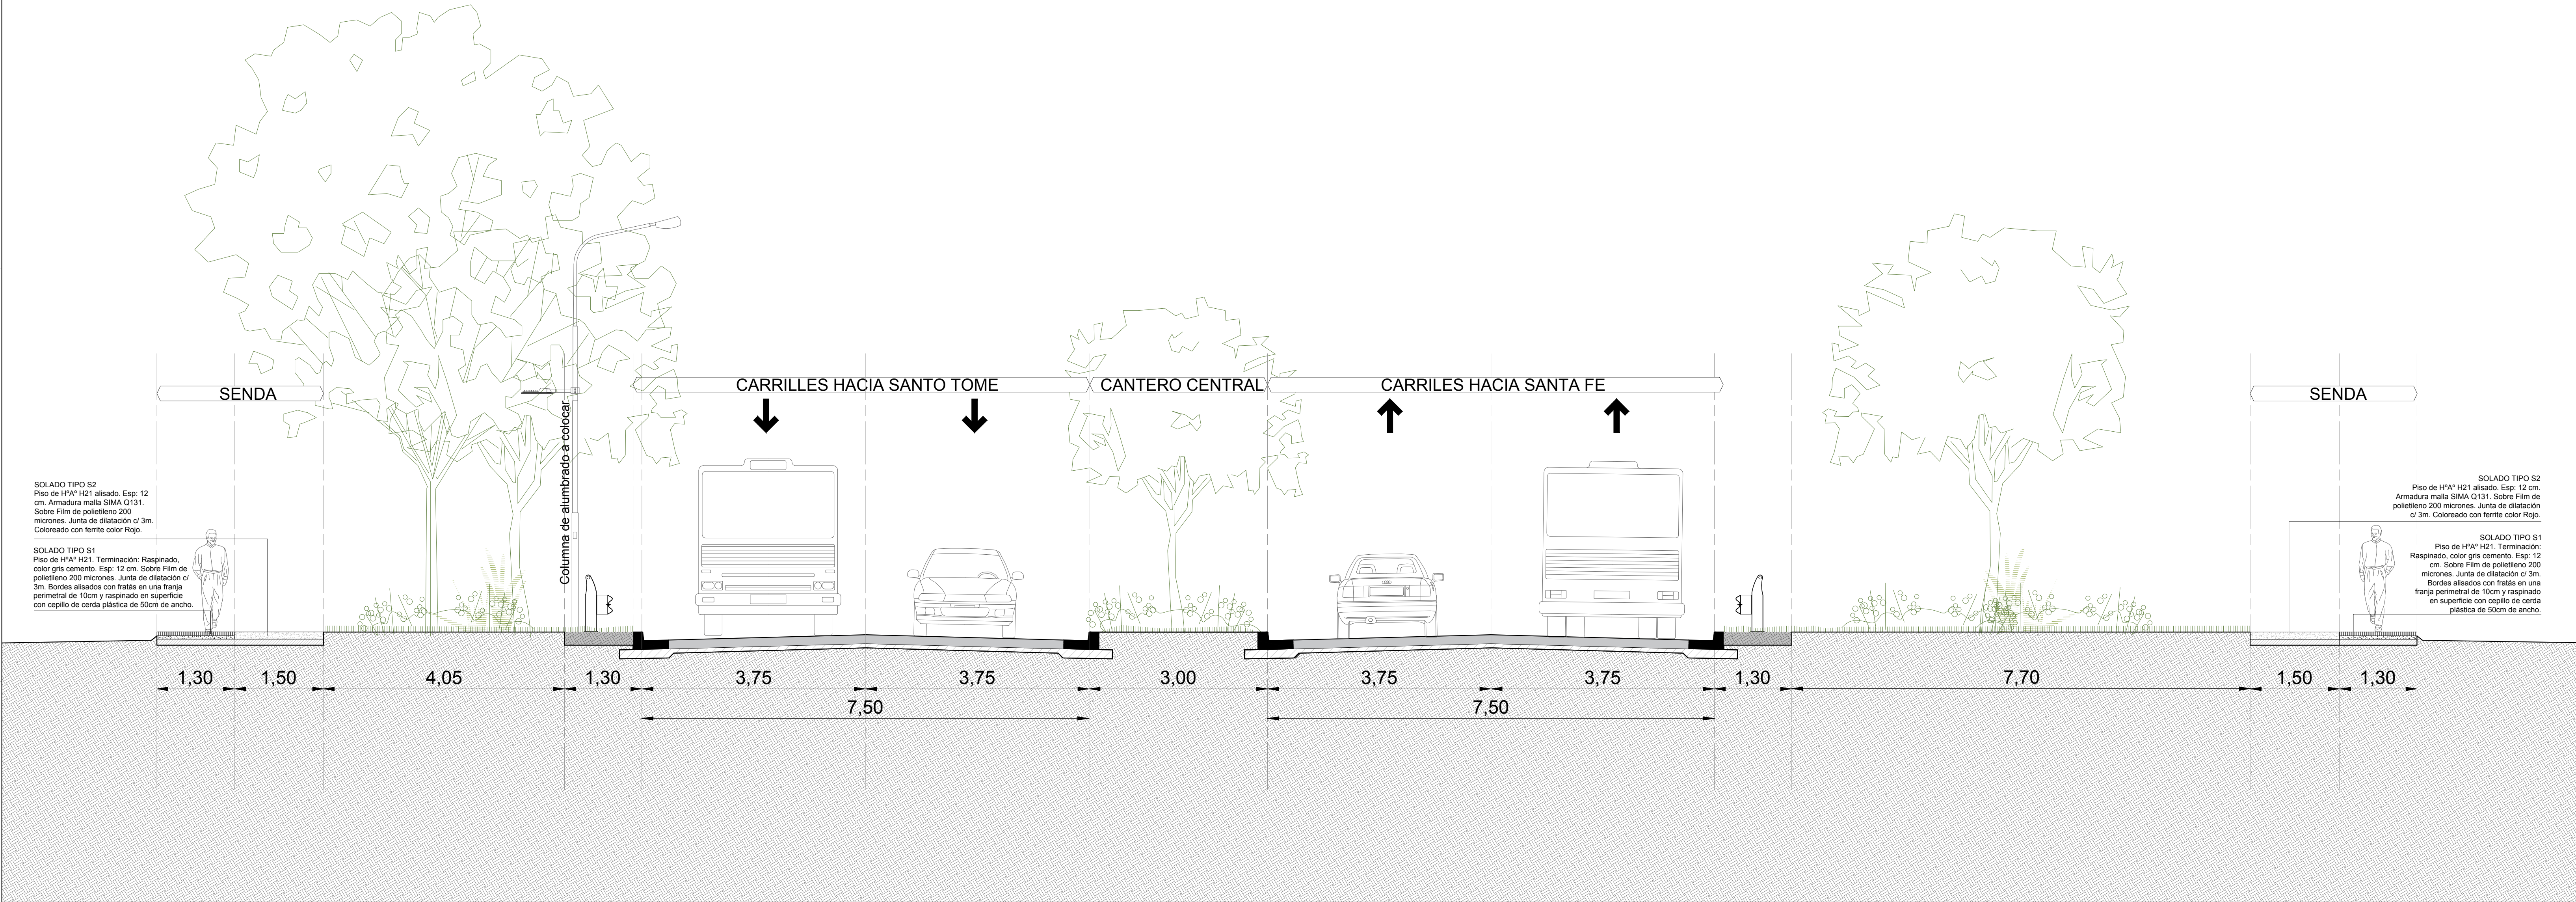 SENDA
CARRILLES HACIA SANTO TOME
CANTERO CENTRAL
CARRILES HACIA SANTA FE
SENDA
Columna de alumbrado a colocar
SOLADO TIPO S2
Piso de HºAº H21 alisado. Esp: 12
cm. Armadura malla SIMA Q131.
Sobre Film de polietileno 200
micrones. Junta de dilatación c/ 3m.
Coloreado con ferrite color Rojo.
SOLADO TIPO S1
Piso de HºAº H21. Terminación: Raspinado,
color gris cemento. Esp: 12 cm. Sobre Film de
polietileno 200 micrones. Junta de dilatación c/
3m. Bordes alisados con fratás en una franja
perimetral de 10cm y raspinado en superficie
con cepillo de cerda plástica de 50cm de ancho.
SOLADO TIPO S2
Piso de HºAº H21 alisado. Esp: 12 cm.
Armadura malla SIMA Q131. Sobre Film de
polietileno 200 micrones. Junta de dilatación
c/ 3m. Coloreado con ferrite color Rojo.
SOLADO TIPO S1
Piso de HºAº H21. Terminación:
Raspinado, color gris cemento. Esp: 12
cm. Sobre Film de polietileno 200
micrones. Junta de dilatación c/ 3m.
Bordes alisados con fratás en una
franja perimetral de 10cm y raspinado
en superficie con cepillo de cerda
plástica de 50cm de ancho.
1,30 1,50 4,05 1,30 3,75 3,75 3,00 3,75 3,75 1,30 7,70 1,50 1,30
7,50 7,50